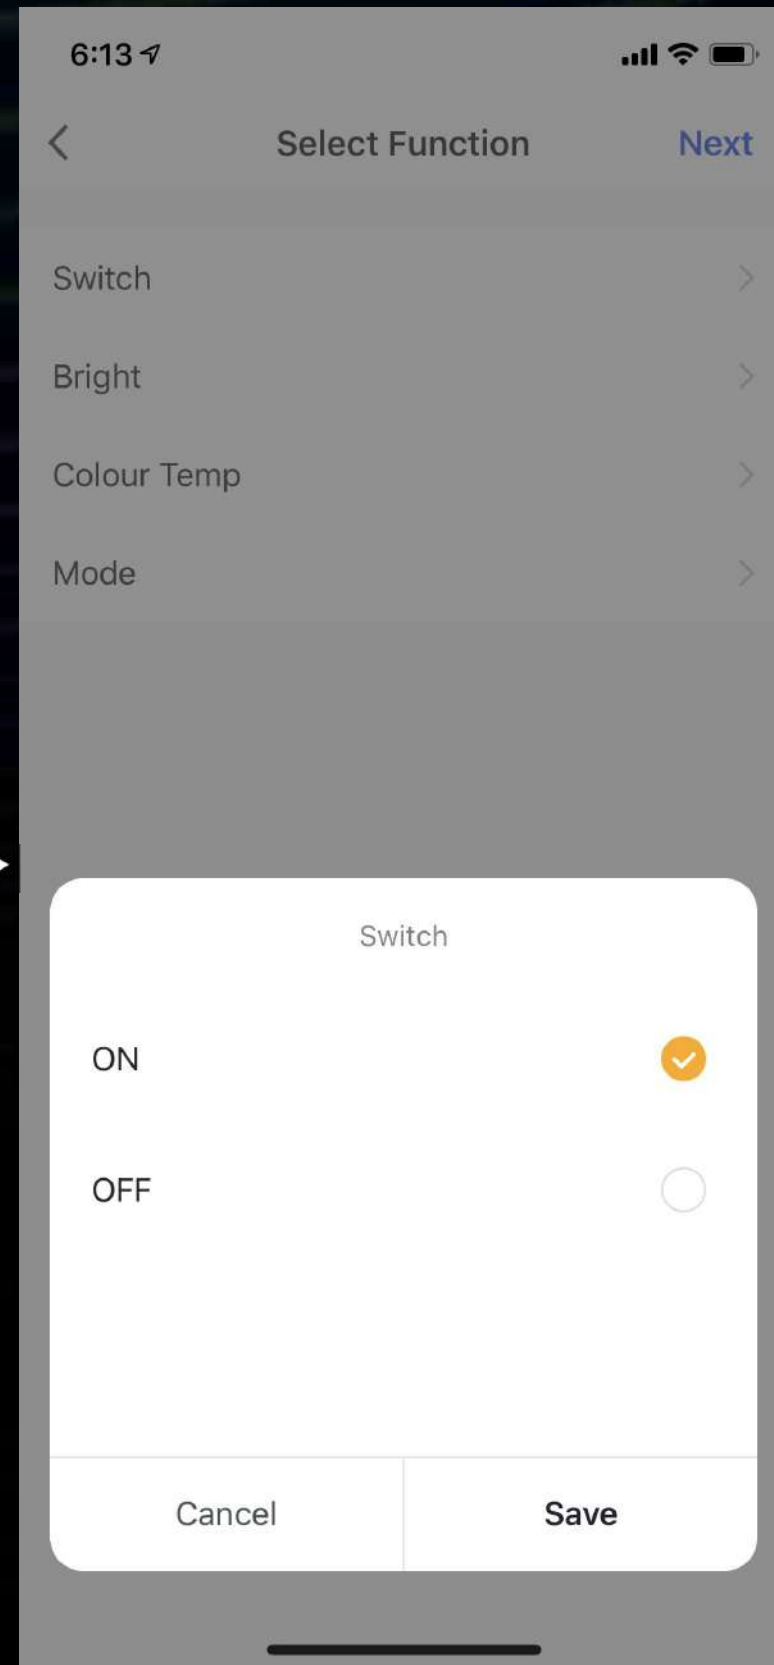 6:13
Select Function
Next
Switch
Bright
Colour Temp
Mode
Switch
ON
OFF
Cancel
Save